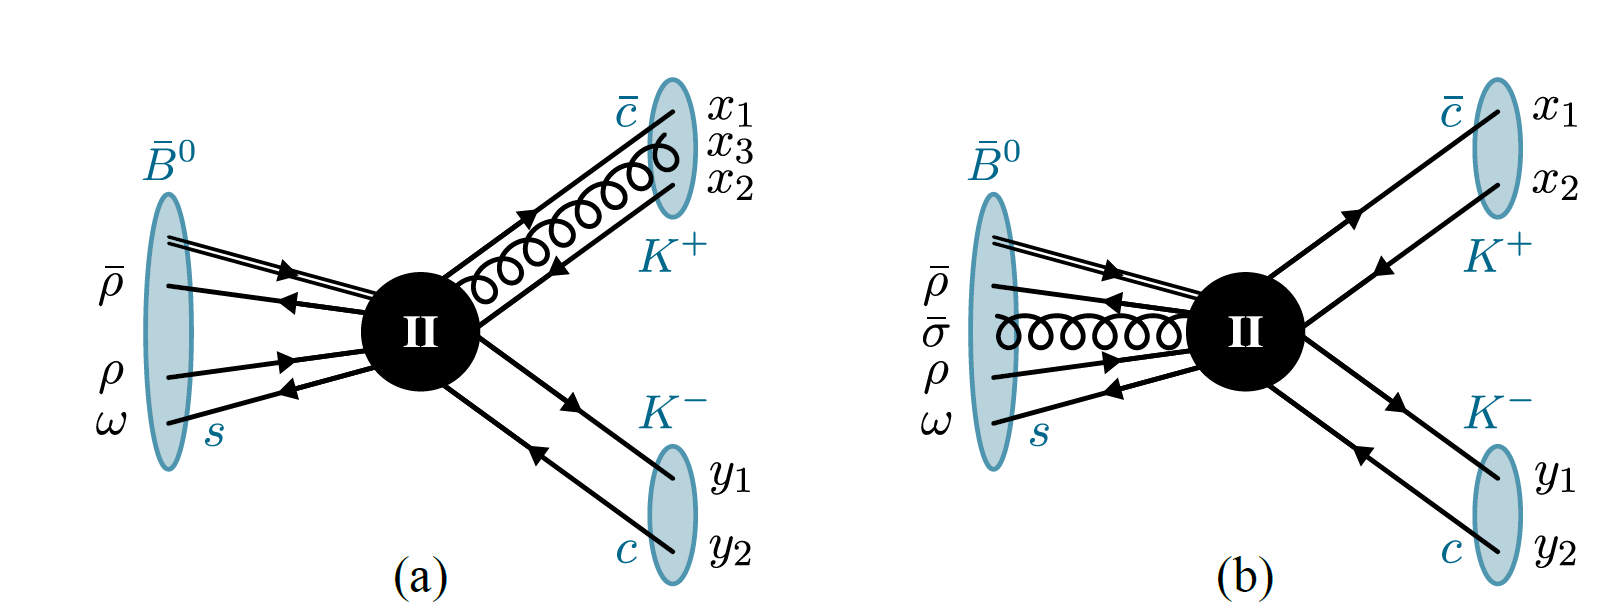 B̄⁰
ρ̄
ρ
ω
s
II
c̄
x₁
x₃
x₂
K⁺
K⁻
y₁
c
y₂
(a)
B̄⁰
ρ̄
σ̄
ρ
ω
s
II
c̄
x₁
x₂
K⁺
K⁻
y₁
c
y₂
(b)